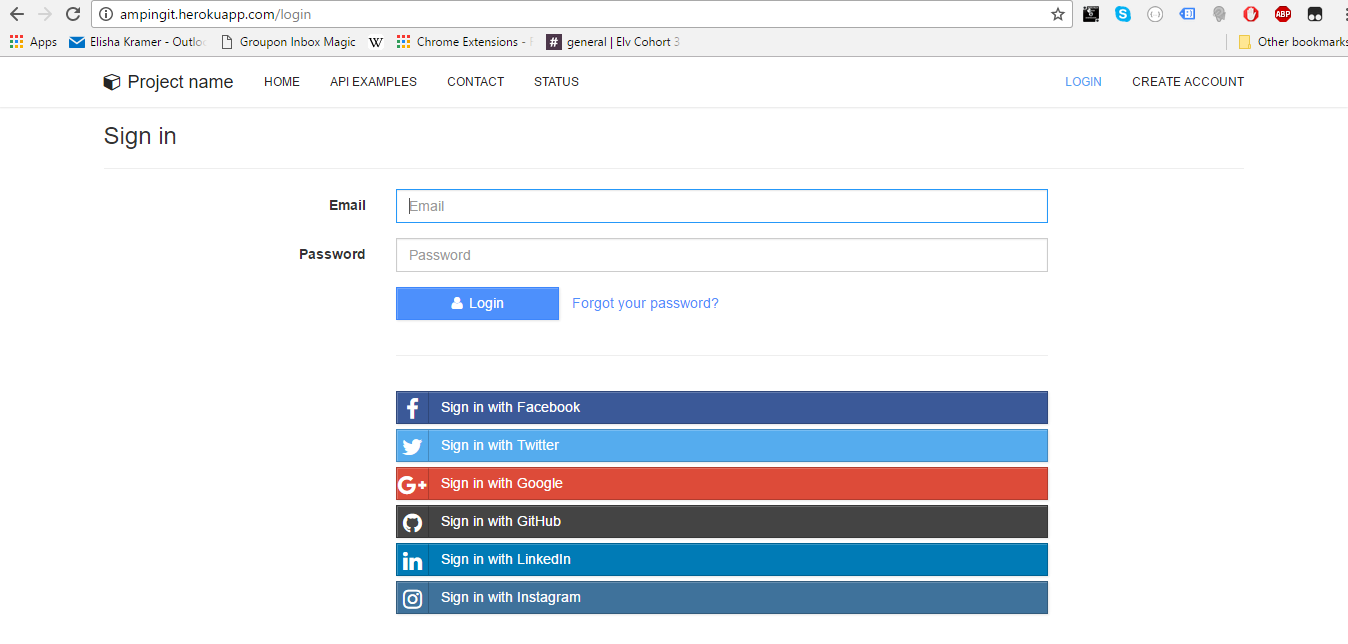 ampingit.herokuapp.com/login
Apps Elisha Kramer - Outlo Groupon Inbox Magic W Chrome Extensions - # general | Elv Cohort 3 Other bookmarks
Project name HOME API EXAMPLES CONTACT STATUS LOGIN CREATE ACCOUNT
Sign in
Email Email
Password Password
Login Forgot your password?
Sign in with Facebook
Sign in with Twitter
G+ Sign in with Google
Sign in with GitHub
in Sign in with LinkedIn
Sign in with Instagram